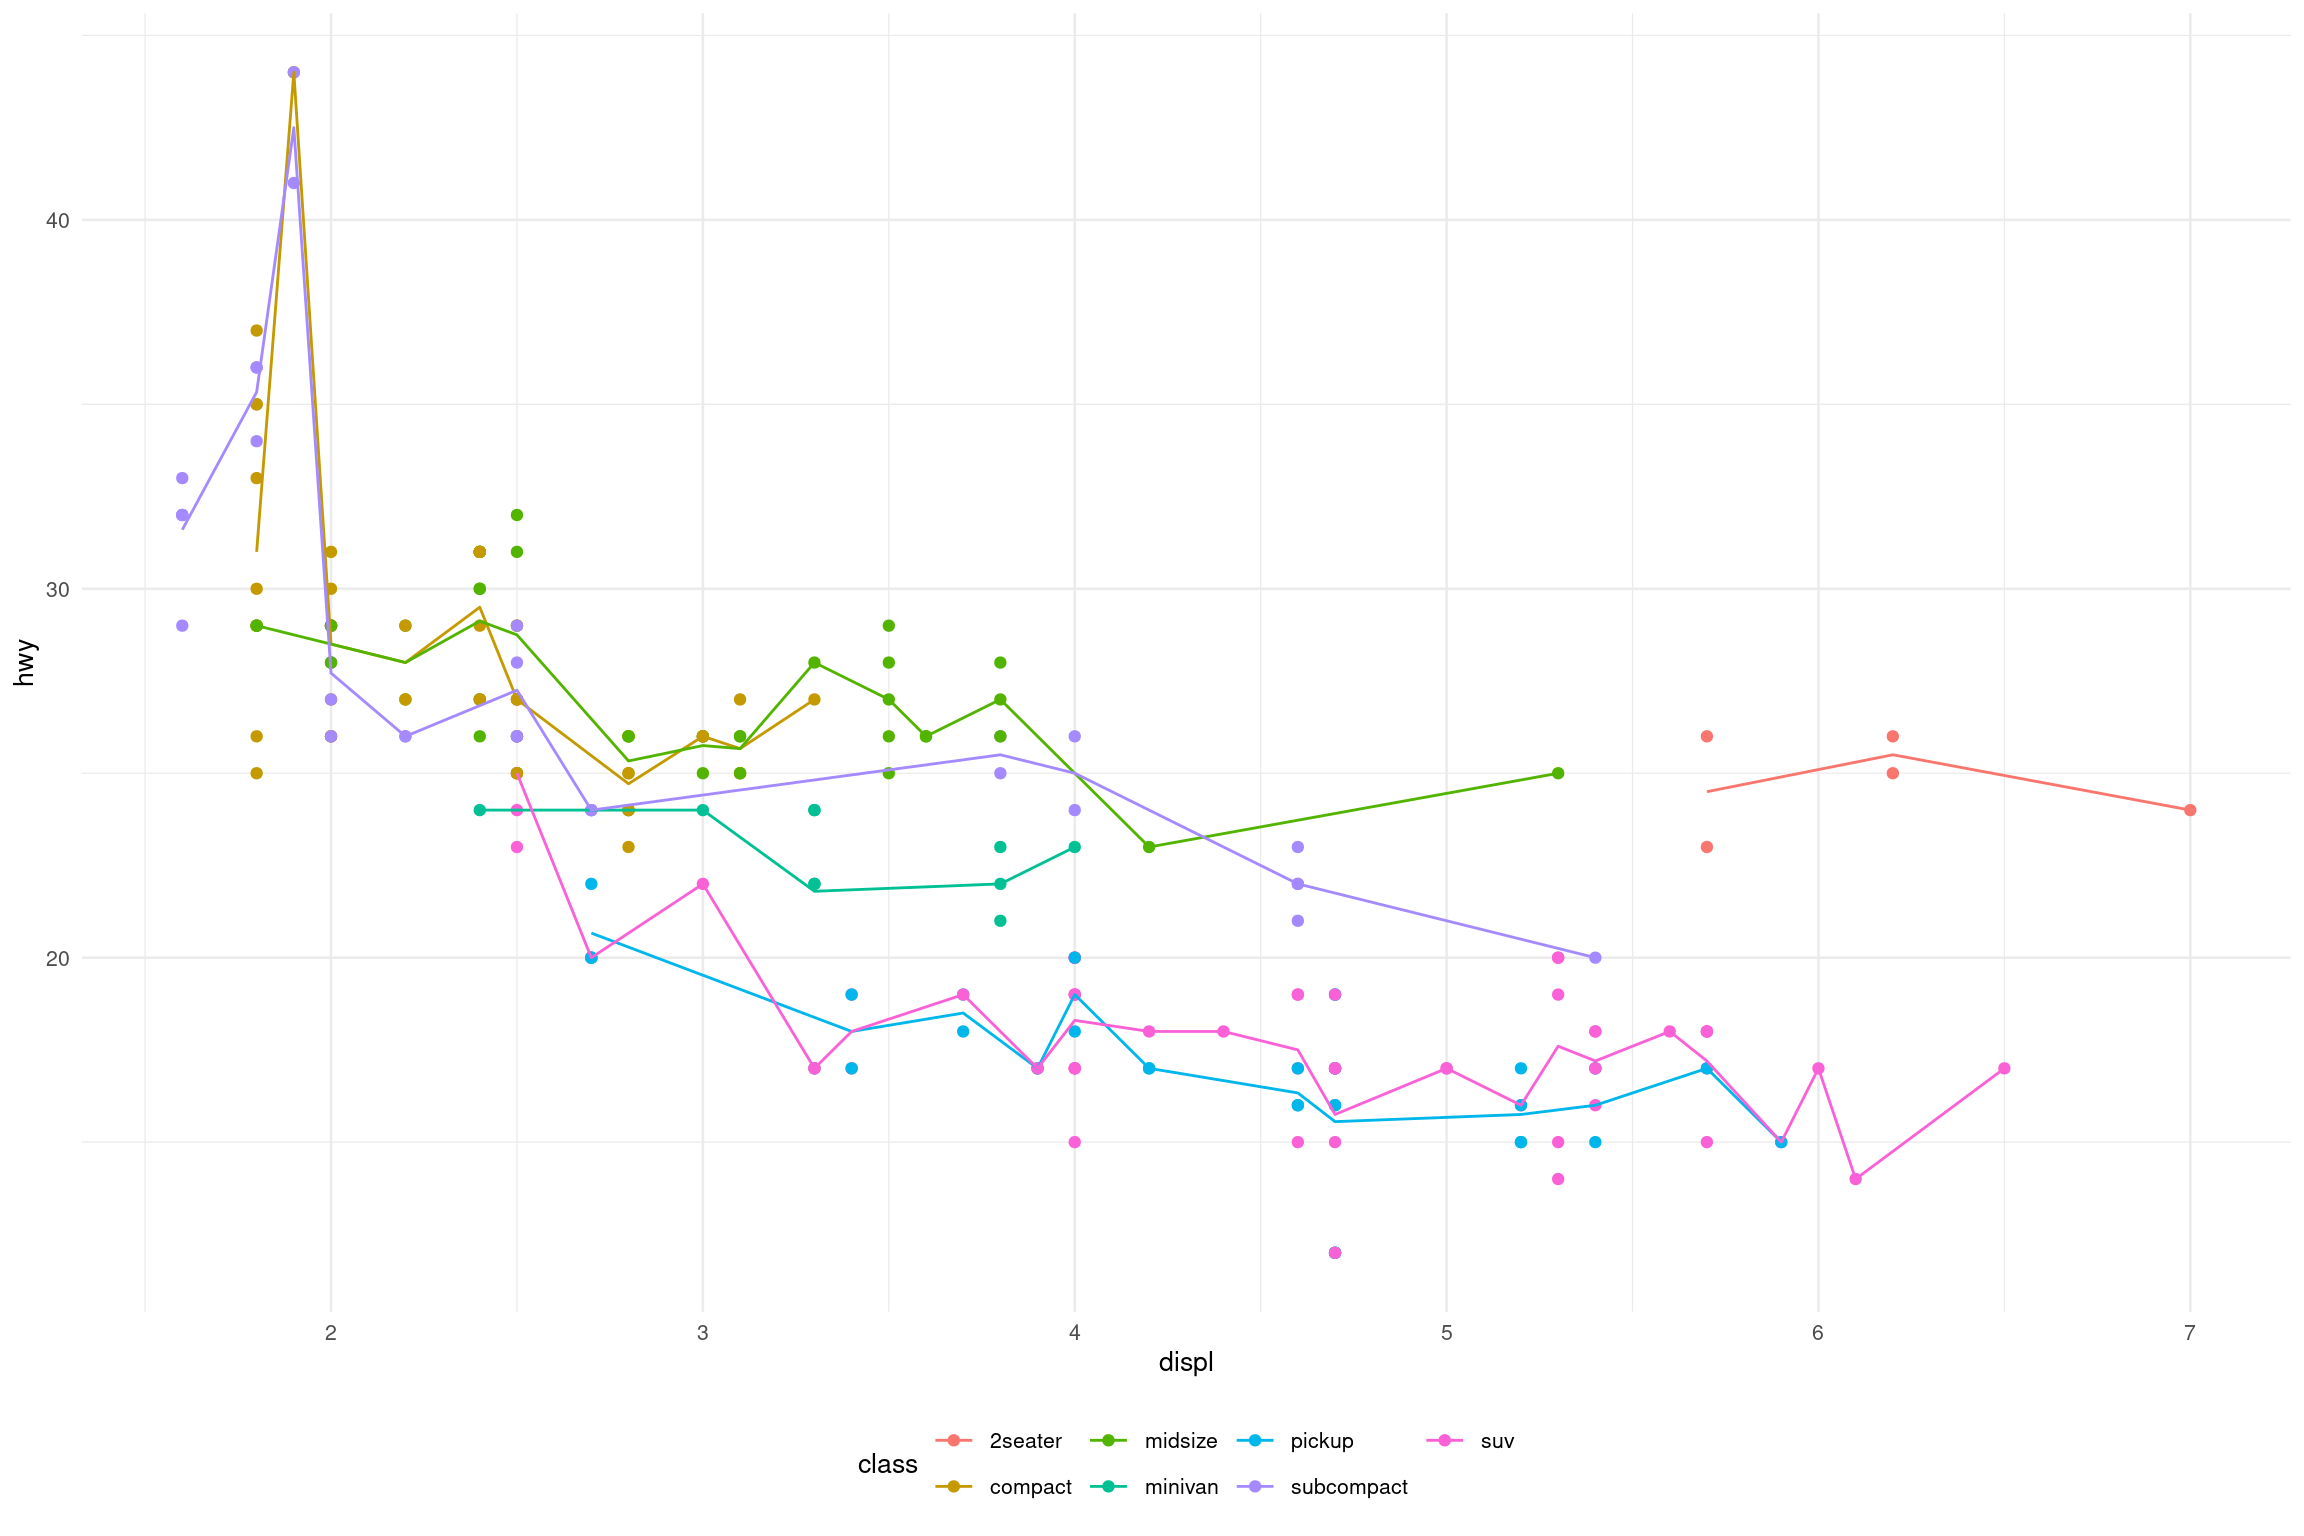 hwy
40
30
20
2 3 4 5 6 7
displ
class
2seater midsize pickup suv
compact minivan subcompact